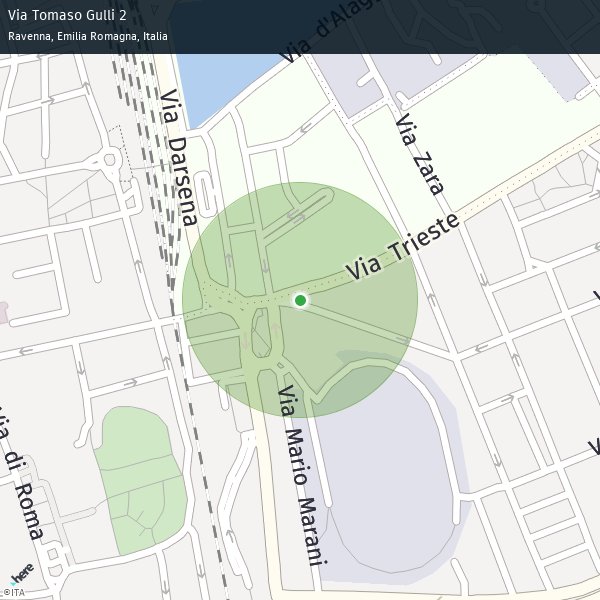 Via Tomaso Gulli 2
Ravenna, Emilia Romagna, Italia
Via d'Alag
Via Darsena
Via Zara
Via Trieste
Via Mario Marani
Via di Roma
V
V
here
©ITA